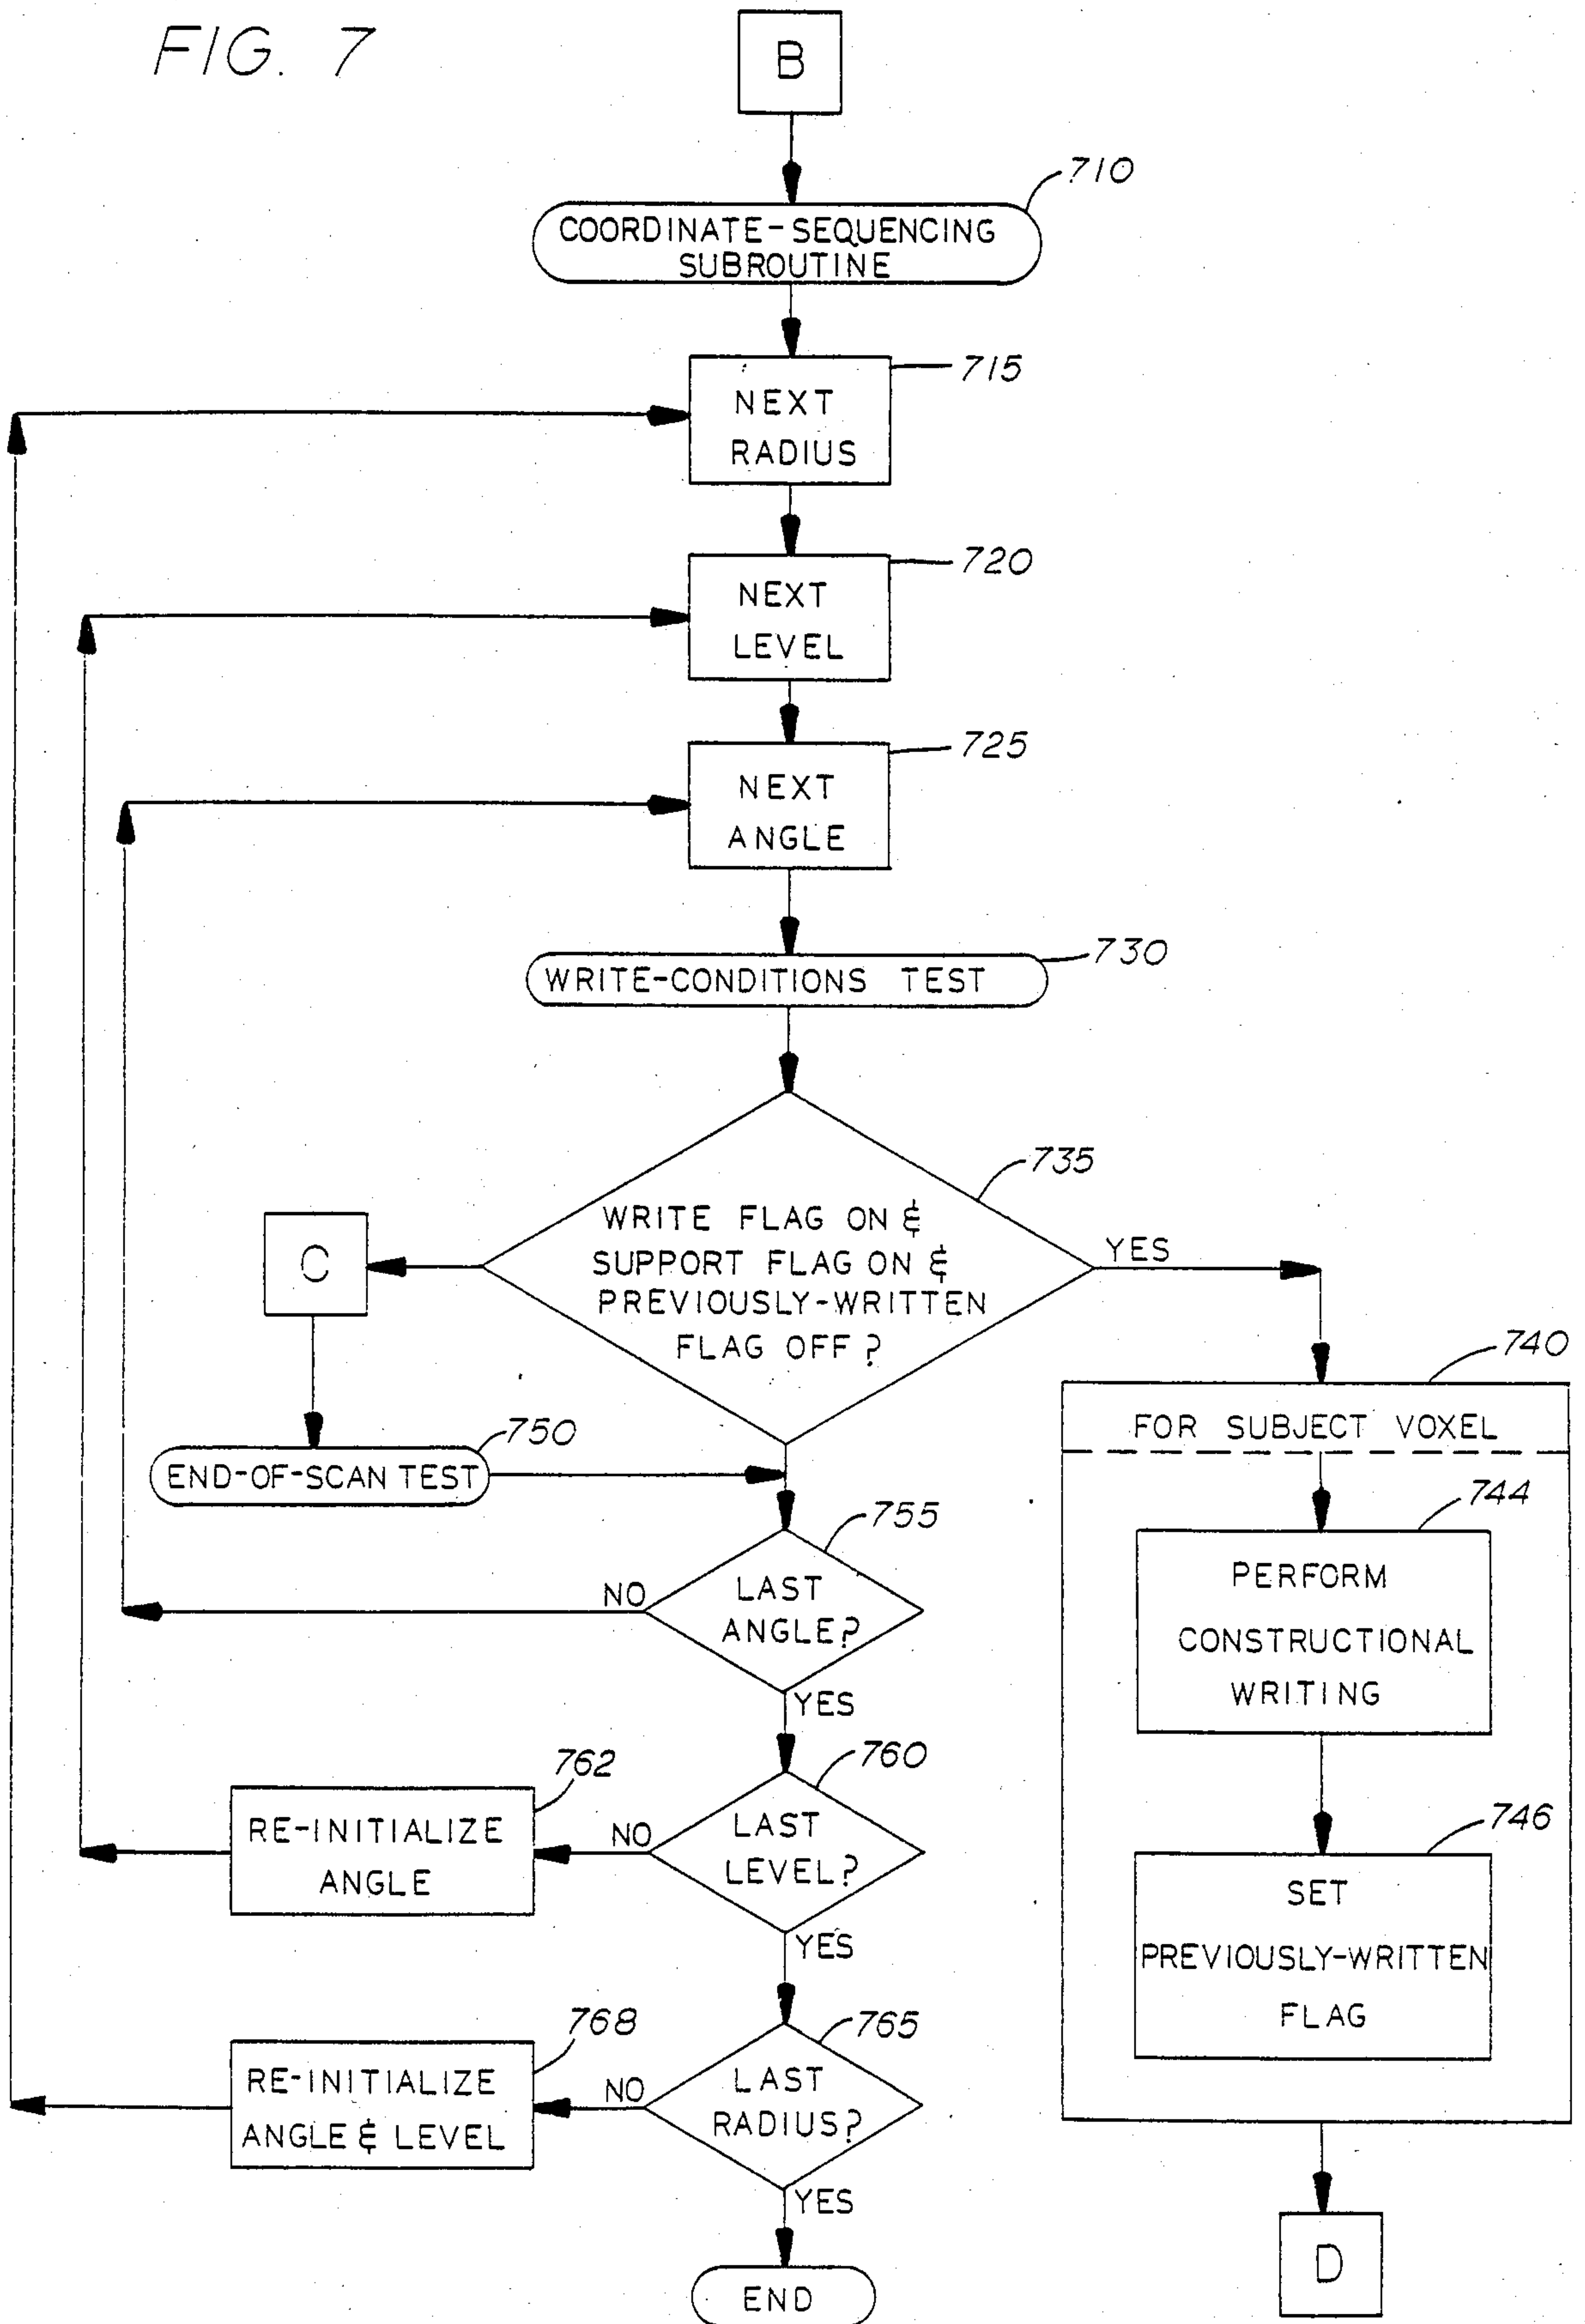 FIG. 7
B
710
COORDINATE-SEQUENCING
SUBROUTINE
715
NEXT
RADIUS
720
NEXT
LEVEL
725
NEXT
ANGLE
730
WRITE-CONDITIONS TEST
735
WRITE FLAG ON &
SUPPORT FLAG ON &
PREVIOUSLY-WRITTEN
FLAG OFF?
YES
C
740
FOR SUBJECT VOXEL
750
END-OF-SCAN TEST
744
PERFORM
CONSTRUCTIONAL
WRITING
755
LAST
ANGLE?
NO
YES
746
SET
PREVIOUSLY-WRITTEN
FLAG
760
LAST
LEVEL?
NO
YES
762
RE-INITIALIZE
ANGLE
765
LAST
RADIUS?
NO
YES
768
RE-INITIALIZE
ANGLE & LEVEL
END
D